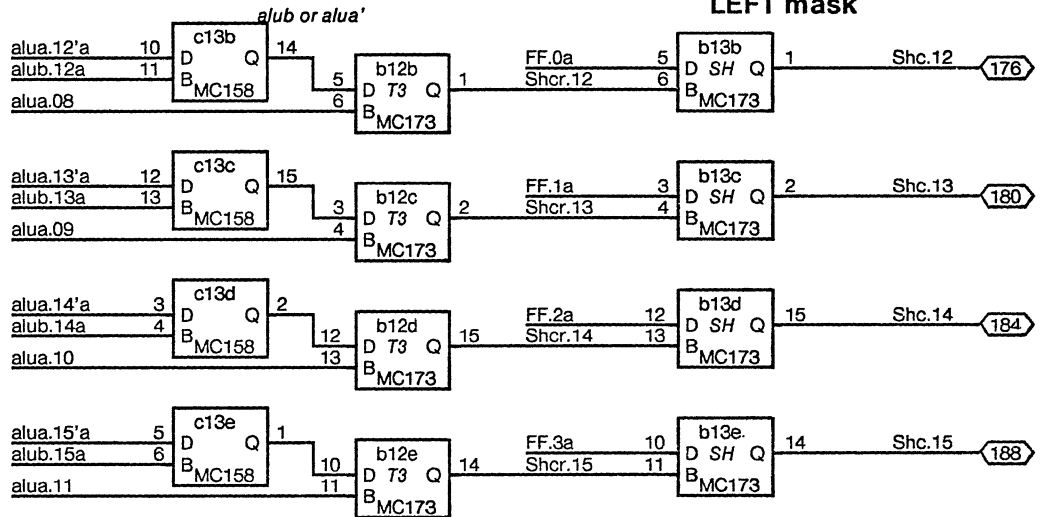 LEFT mask
alub or alua'
c13b
alua.12'a 10 D Q 14
alub.12a 11 B
MC158
alua.08
b12b
5 D T3 Q 1
6 B
MC173
b13b
FF.0a 5 D SH Q 1 Shc.12 176
Shcr.12 6 B
MC173
c13c
alua.13'a 12 D Q 15
alub.13a 13 B
MC158
alua.09
b12c
3 D T3 Q 2
4 B
MC173
b13c
FF.1a 3 D SH Q 2 Shc.13 180
Shcr.13 4 B
MC173
c13d
alua.14'a 3 D Q 2
alub.14a 4 B
MC158
alua.10
b12d
12 D T3 Q 15
13 B
MC173
b13d
FF.2a 12 D SH Q 15 Shc.14 184
Shcr.14 13 B
MC173
c13e
alua.15'a 5 D Q 1
alub.15a 6 B
MC158
alua.11
b12e
10 D T3 Q 14
11 B
MC173
b13e.
FF.3a 10 D SH Q 14 Shc.15 188
Shcr.15 11 B
MC173